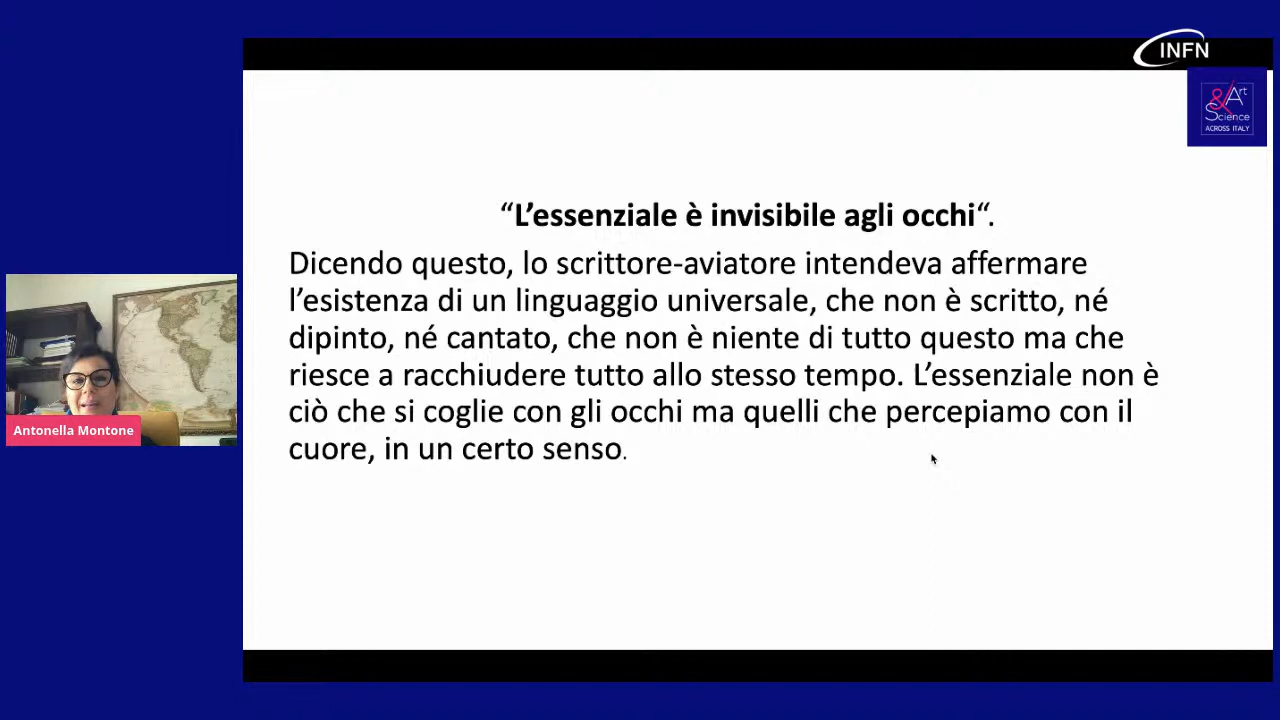 INFN
&Art
Science
ACROSS ITALY
“L’essenziale è invisibile agli occhi“.
Dicendo questo, lo scrittore-aviatore intendeva affermare
l’esistenza di un linguaggio universale, che non è scritto, né
dipinto, né cantato, che non è niente di tutto questo ma che
riesce a racchiudere tutto allo stesso tempo. L’essenziale non è
ciò che si coglie con gli occhi ma quelli che percepiamo con il
cuore, in un certo senso.
Antonella Montone